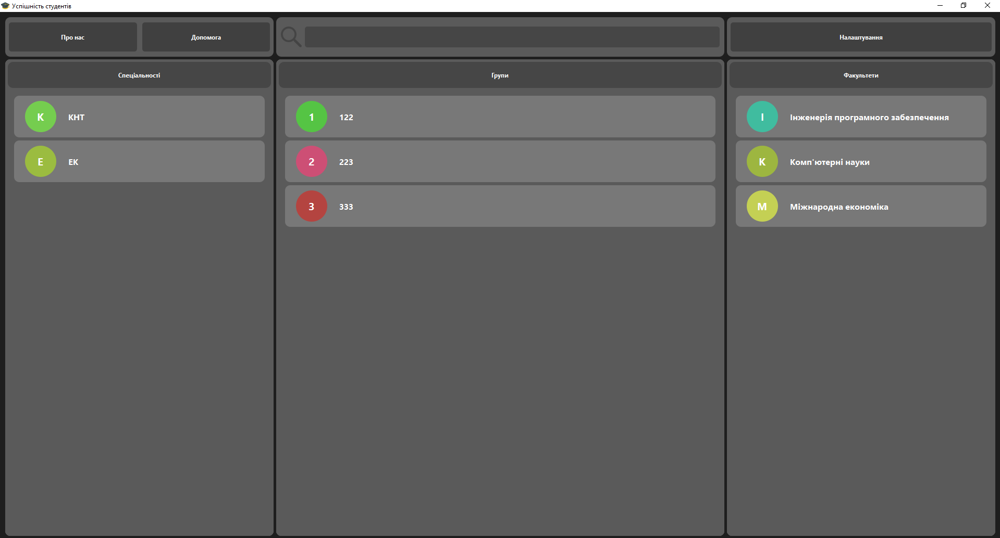 Успішність студентів
Про нас
Допомога
Налаштування
Спеціальності
К
КНТ
Е
ЕК
Групи
1
122
2
223
3
333
Факультети
І
Інженерія програмного забезпечення
К
Комп'ютерні науки
М
Міжнародна економіка